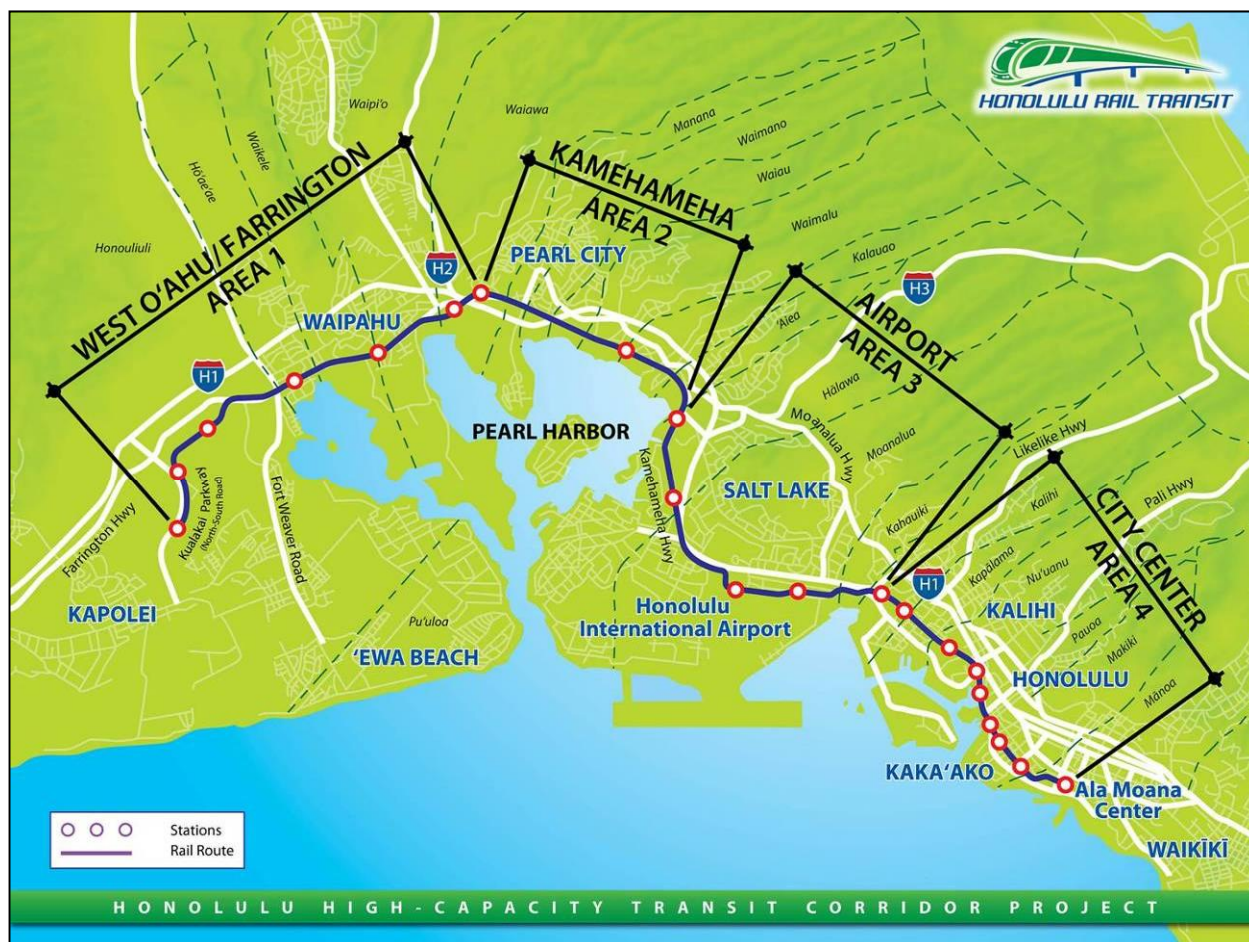 HONOLULU RAIL TRANSIT
Waipi'o
Waiawa
Manana
Waimano
Waiau
Waikele
Hō'ae'ae
Honouliuli
WEST O'AHU/FARRINGTON
AREA 1
KAMEHAMEHA
AREA 2
Waimalu
Kalauao
PEARL CITY
H2
H3
WAIPAHU
'Aiea
AIRPORT
AREA 3
H1
Hālawa
Moanalua Hwy
Moanalua
Likelike Hwy
PEARL HARBOR
Kamehameha Hwy
SALT LAKE
Kahauiki
Kalihi
Pali Hwy
CITY CENTER
AREA 4
Kualakai Parkway
(North-South Road)
Farrington Hwy
Fort Weaver Road
H1
Kapālama
Nu'uanu
KALIHI
Pauoa
Makiki
KAPOLEI
Pu'uloa
'EWA BEACH
Honolulu
International Airport
HONOLULU
Mānoa
KAKA'AKO
Ala Moana
Center
WAIKĪKĪ
Stations
Rail Route
HONOLULU HIGH-CAPACITY TRANSIT CORRIDOR PROJECT